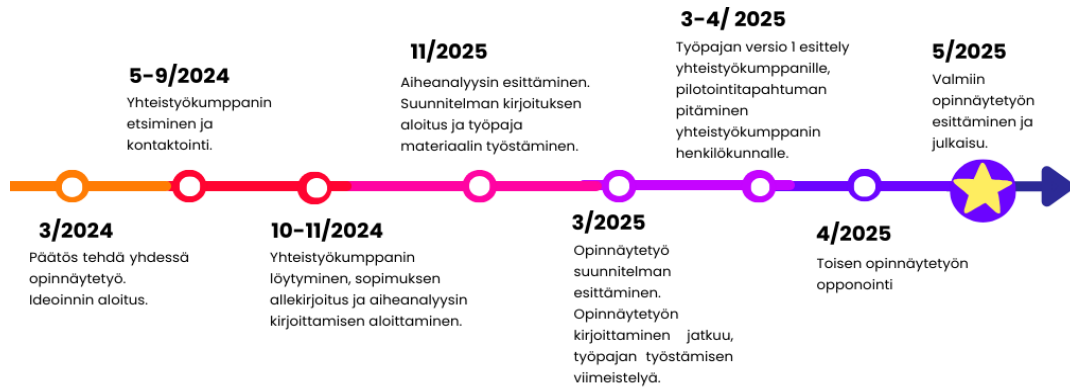 3/2024
Päätös tehdä yhdessä
opinnäytetyö.
Ideoinnin aloitus.
5-9/2024
Yhteistyökumppanin
etsiminen ja
kontaktointi.
10-11/2024
Yhteistyökumppanin
löytyminen, sopimuksen
allekirjoitus ja aiheanalyysin
kirjoittamisen aloittaminen.
11/2025
Aiheanalyysin esittäminen.
Suunnitelman kirjoituksen
aloitus ja työpaja
materiaalin työstäminen.
3/2025
Opinnäytetyö
suunnitelman
esittäminen.
Opinnäytetyön
kirjoittaminen jatkuu,
työpajan työstämisen
viimeistelyä.
3-4/ 2025
Työpajan versio 1 esittely
yhteistyökumppanille,
pilotointitapahtuman
pitäminen
yhteistyökumppanin
henkilökunnalle.
4/2025
Toisen opinnäytetyön
opponointi
5/2025
Valmiin
opinnäytetyön
esittäminen ja
julkaisu.